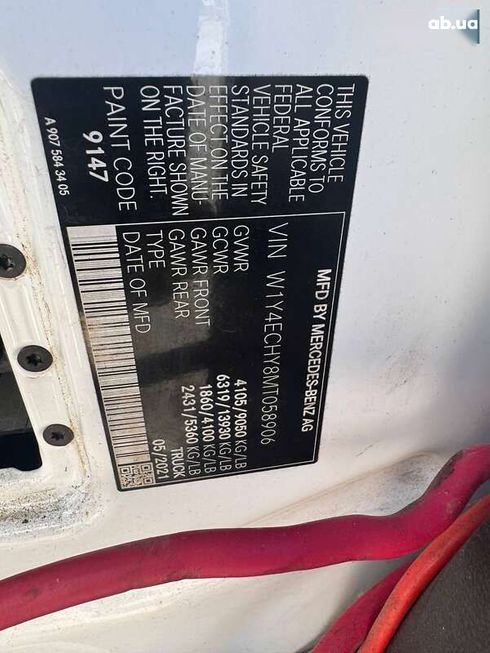 ab.ua
MFD BY MERCEDES-BENZ AG
VIN W1Y4ECHY8MT058906
GVWR 4105/9050 KG/LB
GCWR 6319/13930 KG/LB
GAWR FRONT 1860/4100 KG/LB
GAWR REAR 2431/5360 KG/LB
TYPE TRUCK
DATE OF MFD 05/2021
THIS VEHICLE
CONFORMS TO
ALL APPLICABLE
FEDERAL
VEHICLE SAFETY
STANDARDS IN
EFFECT ON THE
DATE OF MANU-
FACTURE SHOWN
ON THE RIGHT.
PAINT CODE
9147
A 907 584 34 05